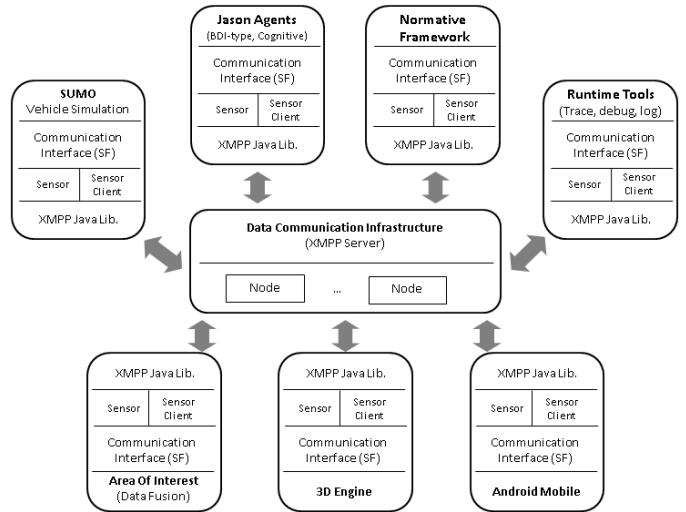 Jason Agents
(BDI-type, Cognitive)
Communication
Interface (SF)
Sensor
Sensor
Client
XMPP Java Lib.
Normative
Framework
Communication
Interface (SF)
Sensor
Sensor
Client
XMPP Java Lib.
SUMO
Vehicle Simulation
Communication
Interface (SF)
Sensor
Sensor
Client
XMPP Java Lib.
Runtime Tools
(Trace, debug, log)
Communication
Interface (SF)
Sensor
Sensor
Client
XMPP Java Lib.
Data Communication Infrastructure
(XMPP Server)
Node
...
Node
XMPP Java Lib.
Sensor
Sensor
Client
Communication
Interface (SF)
Area Of Interest
(Data Fusion)
XMPP Java Lib.
Sensor
Sensor
Client
Communication
Interface (SF)
3D Engine
XMPP Java Lib.
Sensor
Sensor
Client
Communication
Interface (SF)
Android Mobile